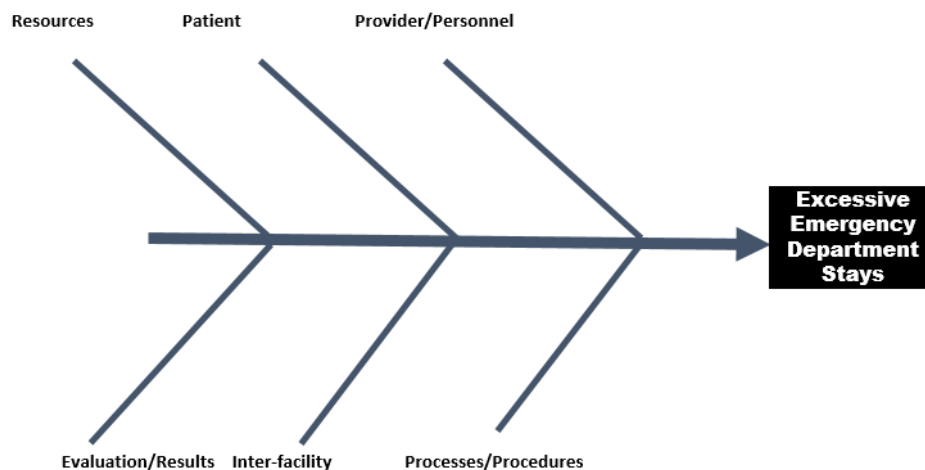 Resources Patient Provider/Personnel
Excessive
Emergency
Department
Stays
Evaluation/Results Inter-facility Processes/Procedures